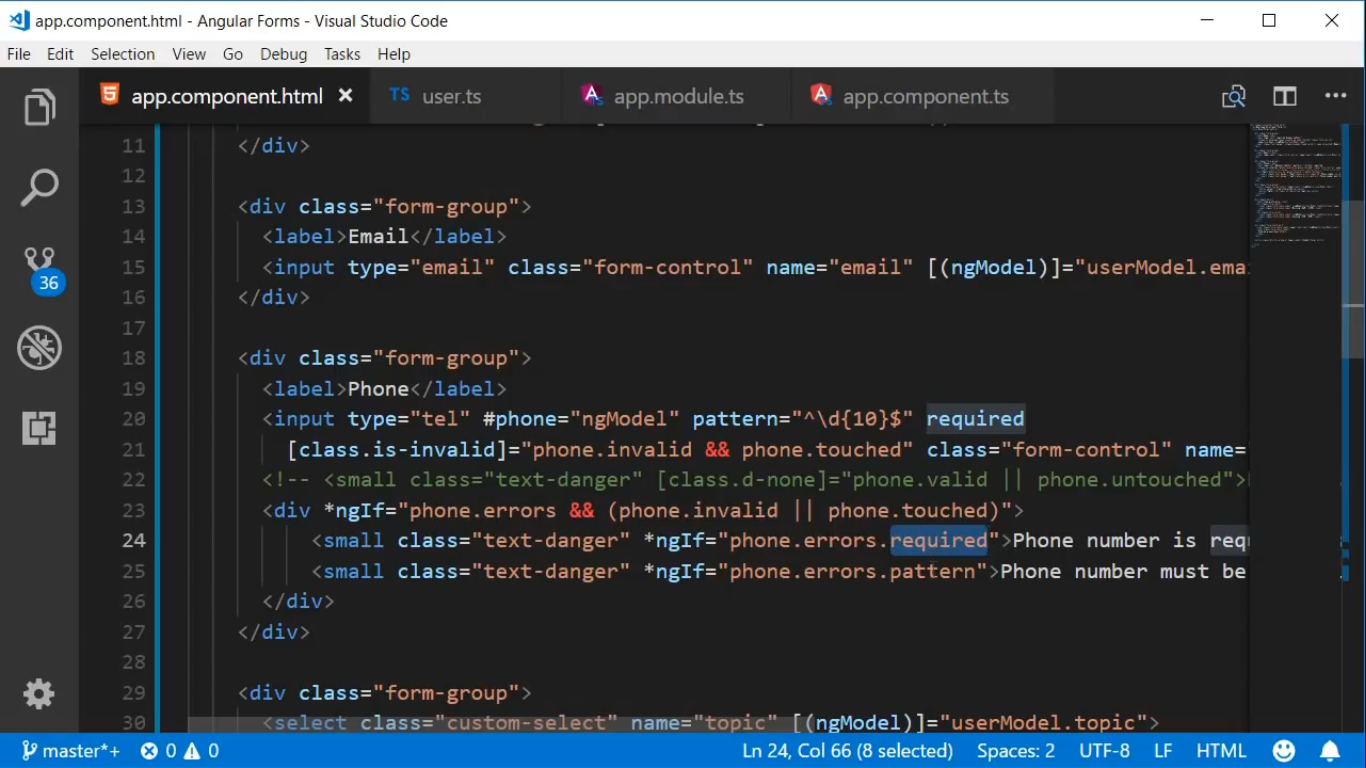 app.component.html - Angular Forms - Visual Studio Code
File Edit Selection View Go Debug Tasks Help
app.component.html TS user.ts app.module.ts app.component.ts
11 </div>
12
13 <div class="form-group">
14 <label>Email</label>
15 <input type="email" class="form-control" name="email" [(ngModel)]="userModel.emai
16 </div>
17
18 <div class="form-group">
19 <label>Phone</label>
20 <input type="tel" #phone="ngModel" pattern="^\d{10}$" required
21 [class.is-invalid]="phone.invalid && phone.touched" class="form-control" name=
22 <!-- <small class="text-danger" [class.d-none]="phone.valid || phone.untouched">
23 <div *ngIf="phone.errors && (phone.invalid || phone.touched)">
24 <small class="text-danger" *ngIf="phone.errors.required">Phone number is req
25 <small class="text-danger" *ngIf="phone.errors.pattern">Phone number must be
26 </div>
27 </div>
28
29 <div class="form-group">
30 <select class="custom-select" name="topic" [(ngModel)]="userModel.topic">
36
master*+ 0 0 Ln 24, Col 66 (8 selected) Spaces: 2 UTF-8 LF HTML